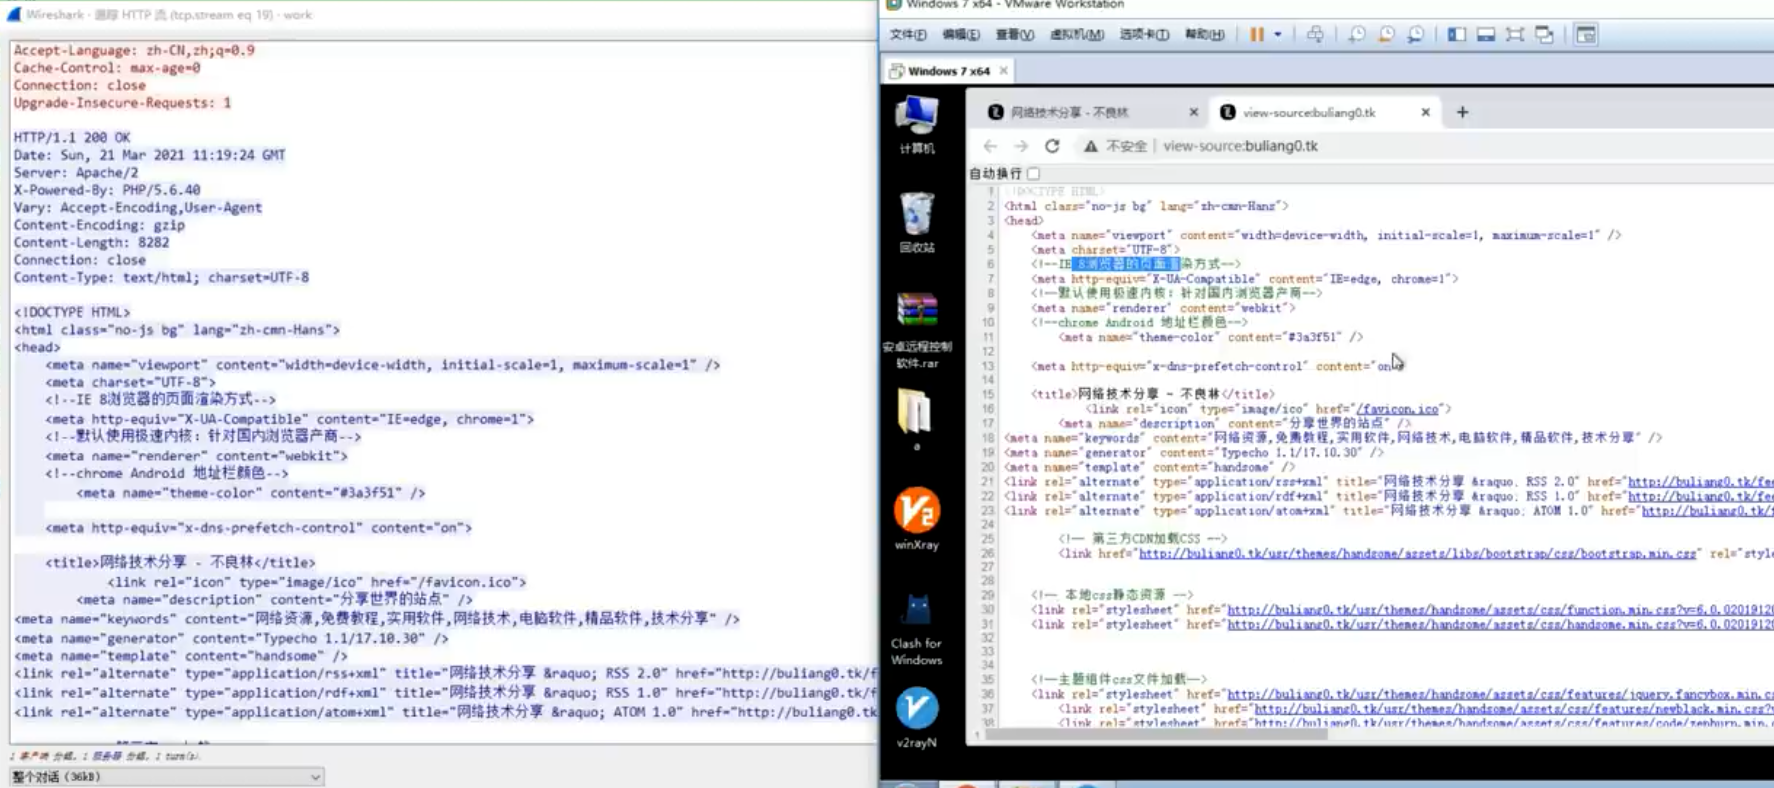 Wireshark · 追踪 HTTP 流 (tcp.stream eq 19) · work
Accept-Language: zh-CN,zh;q=0.9
Cache-Control: max-age=0
Connection: close
Upgrade-Insecure-Requests: 1
HTTP/1.1 200 OK
Date: Sun, 21 Mar 2021 11:19:24 GMT
Server: Apache/2
X-Powered-By: PHP/5.6.40
Vary: Accept-Encoding,User-Agent
Content-Encoding: gzip
Content-Length: 8282
Connection: close
Content-Type: text/html; charset=UTF-8
<!DOCTYPE HTML>
<html class="no-js bg" lang="zh-cmn-Hans">
<head>
<meta name="viewport" content="width=device-width, initial-scale=1, maximum-scale=1" />
<meta charset="UTF-8">
<!--IE 8浏览器的页面渲染方式-->
<meta http-equiv="X-UA-Compatible" content="IE=edge, chrome=1">
<!--默认使用极速内核：针对国内浏览器产商-->
<meta name="renderer" content="webkit">
<!--chrome Android 地址栏颜色-->
<meta name="theme-color" content="#3a3f51" />
<meta http-equiv="x-dns-prefetch-control" content="on">
<title>网络技术分享 - 不良林</title>
<link rel="icon" type="image/ico" href="/favicon.ico">
<meta name="description" content="分享世界的站点" />
<meta name="keywords" content="网络资源,免费教程,实用软件,网络技术,电脑软件,精品软件,技术分享" />
<meta name="generator" content="Typecho 1.1/17.10.30" />
<meta name="template" content="handsome" />
<link rel="alternate" type="application/rss+xml" title="网络技术分享 &raquo; RSS 2.0" href="http://buliang0.tk/f
<link rel="alternate" type="application/rdf+xml" title="网络技术分享 &raquo; RSS 1.0" href="http://buliang0.tk/f
<link rel="alternate" type="application/atom+xml" title="网络技术分享 &raquo; ATOM 1.0" href="http://buliang0.tk
1 客户端 分组, 1 服务器 分组, 1 turn(s).
整个对话 (36kB)
Windows 7 x64 - VMware Workstation
文件(F) 编辑(E) 查看(V) 虚拟机(M) 选项卡(T) 帮助(H)
Windows 7 x64
计算机
回收站
安卓远程控制
软件.rar
a
winXray
Clash for
Windows
v2rayN
网络技术分享 - 不良林
view-source:buliang0.tk
不安全 | view-source:buliang0.tk
自动换行
1 <!DOCTYPE HTML>
2 <html class="no-js bg" lang="zh-cmn-Hans">
3 <head>
4 <meta name="viewport" content="width=device-width, initial-scale=1, maximum-scale=1" />
5 <meta charset="UTF-8">
6 <!--IE 8浏览器的页面渲染方式-->
7 <meta http-equiv="X-UA-Compatible" content="IE=edge, chrome=1">
8 <!--默认使用极速内核：针对国内浏览器产商-->
9 <meta name="renderer" content="webkit">
10 <!--chrome Android 地址栏颜色-->
11 <meta name="theme-color" content="#3a3f51" />
12
13 <meta http-equiv="x-dns-prefetch-control" content="on
14
15 <title>网络技术分享 - 不良林</title>
16 <link rel="icon" type="image/ico" href="/favicon.ico">
17 <meta name="description" content="分享世界的站点" />
18 <meta name="keywords" content="网络资源,免费教程,实用软件,网络技术,电脑软件,精品软件,技术分享" />
19 <meta name="generator" content="Typecho 1.1/17.10.30" />
20 <meta name="template" content="handsome" />
21 <link rel="alternate" type="application/rss+xml" title="网络技术分享 &raquo; RSS 2.0" href="http://buliang0.tk/fee
22 <link rel="alternate" type="application/rdf+xml" title="网络技术分享 &raquo; RSS 1.0" href="http://buliang0.tk/fee
23 <link rel="alternate" type="application/atom+xml" title="网络技术分享 &raquo; ATOM 1.0" href="http://buliang0.tk/f
24
25 <!-- 第三方CDN加载CSS -->
26 <link href="http://buliang0.tk/usr/themes/handsome/assets/libs/bootstrap/css/bootstrap.min.css" rel="style
27
28
29 <!-- 本地css静态资源 -->
30 <link rel="stylesheet" href="http://buliang0.tk/usr/themes/handsome/assets/css/function.min.css?v=6.0.02019120
31 <link rel="stylesheet" href="http://buliang0.tk/usr/themes/handsome/assets/css/handsome.min.css?v=6.0.02019120
32
33
34
35 <!--主题组件css文件加载-->
36 <link rel="stylesheet" href="http://buliang0.tk/usr/themes/handsome/assets/css/features/jquery.fancybox.min.c
37 <link rel="stylesheet" href="http://buliang0.tk/usr/themes/handsome/assets/css/features/newblack.min.css?v
38 <link rel="stylesheet" href="http://buliang0.tk/usr/themes/handsome/assets/css/features/code/zenburn.min.c